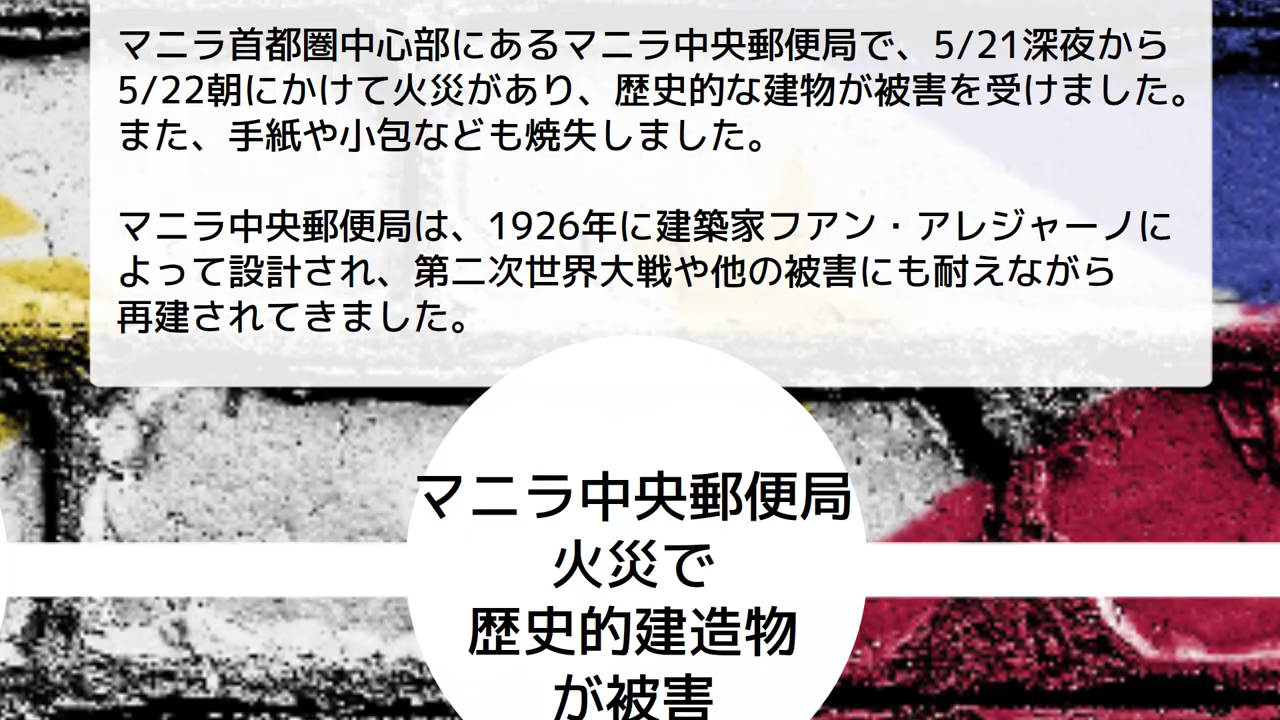 マニラ首都圏中心部にあるマニラ中央郵便局で、5/21深夜から
5/22朝にかけて火災があり、歴史的な建物が被害を受けました。
また、手紙や小包なども焼失しました。
マニラ中央郵便局は、1926年に建築家フアン・アレジャーノに
よって設計され、第二次世界大戦や他の被害にも耐えながら
再建されてきました。
マニラ中央郵便局
火災で
歴史的建造物
が被害